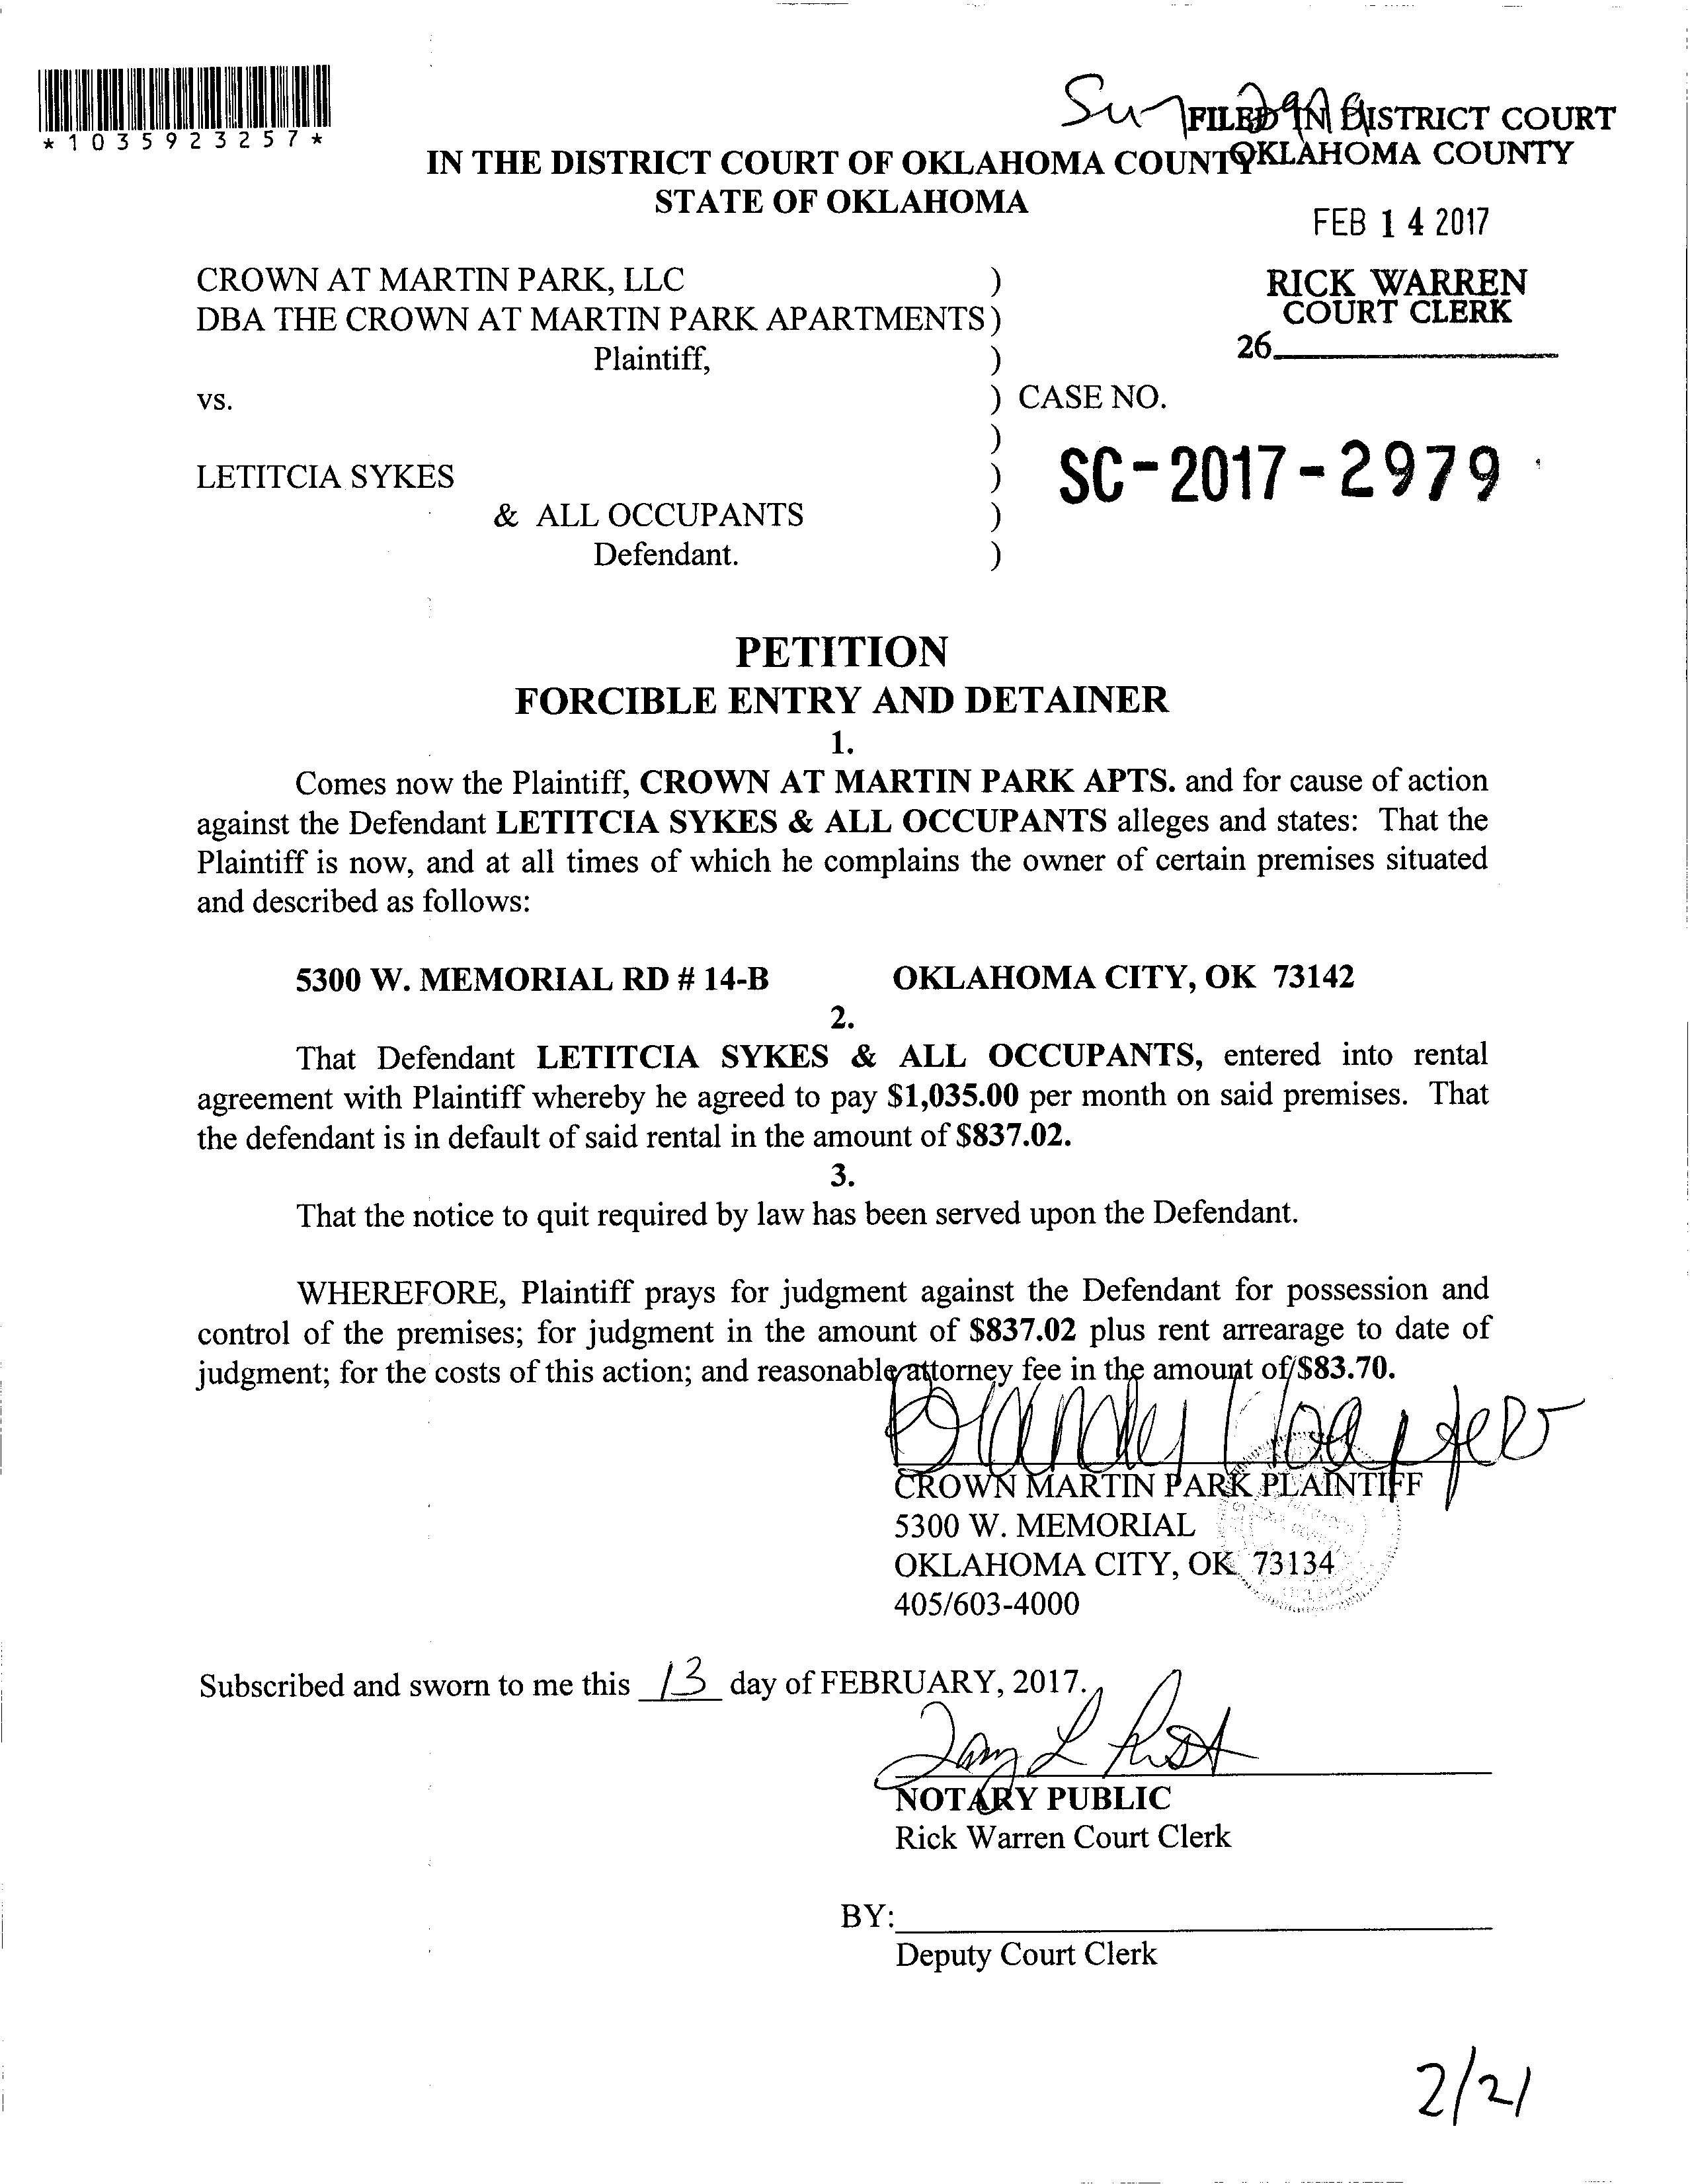 *1035923257*
FILED IN DISTRICT COURT
OKLAHOMA COUNTY
IN THE DISTRICT COURT OF OKLAHOMA COUNTY
STATE OF OKLAHOMA
FEB 14 2017
RICK WARREN
COURT CLERK
26
CROWN AT MARTIN PARK, LLC )
DBA THE CROWN AT MARTIN PARK APARTMENTS )
Plaintiff, )
vs. ) CASE NO.
)
SC-2017-2979
LETITCIA SYKES )
& ALL OCCUPANTS )
Defendant. )
PETITION
FORCIBLE ENTRY AND DETAINER
1.
Comes now the Plaintiff, CROWN AT MARTIN PARK APTS. and for cause of action
against the Defendant LETITCIA SYKES & ALL OCCUPANTS alleges and states: That the
Plaintiff is now, and at all times of which he complains the owner of certain premises situated
and described as follows:
5300 W. MEMORIAL RD # 14-B OKLAHOMA CITY, OK 73142
2.
That Defendant LETITCIA SYKES & ALL OCCUPANTS, entered into rental
agreement with Plaintiff whereby he agreed to pay $1,035.00 per month on said premises. That
the defendant is in default of said rental in the amount of $837.02.
3.
That the notice to quit required by law has been served upon the Defendant.
WHEREFORE, Plaintiff prays for judgment against the Defendant for possession and
control of the premises; for judgment in the amount of $837.02 plus rent arrearage to date of
judgment; for the costs of this action; and reasonable attorney fee in the amount of $83.70.
CROWN MARTIN PARK PLAINTIFF
5300 W. MEMORIAL
OKLAHOMA CITY, OK 73134
405/603-4000
Subscribed and sworn to me this 13 day of FEBRUARY, 2017.
NOTARY PUBLIC
Rick Warren Court Clerk
BY:
Deputy Court Clerk
2/21